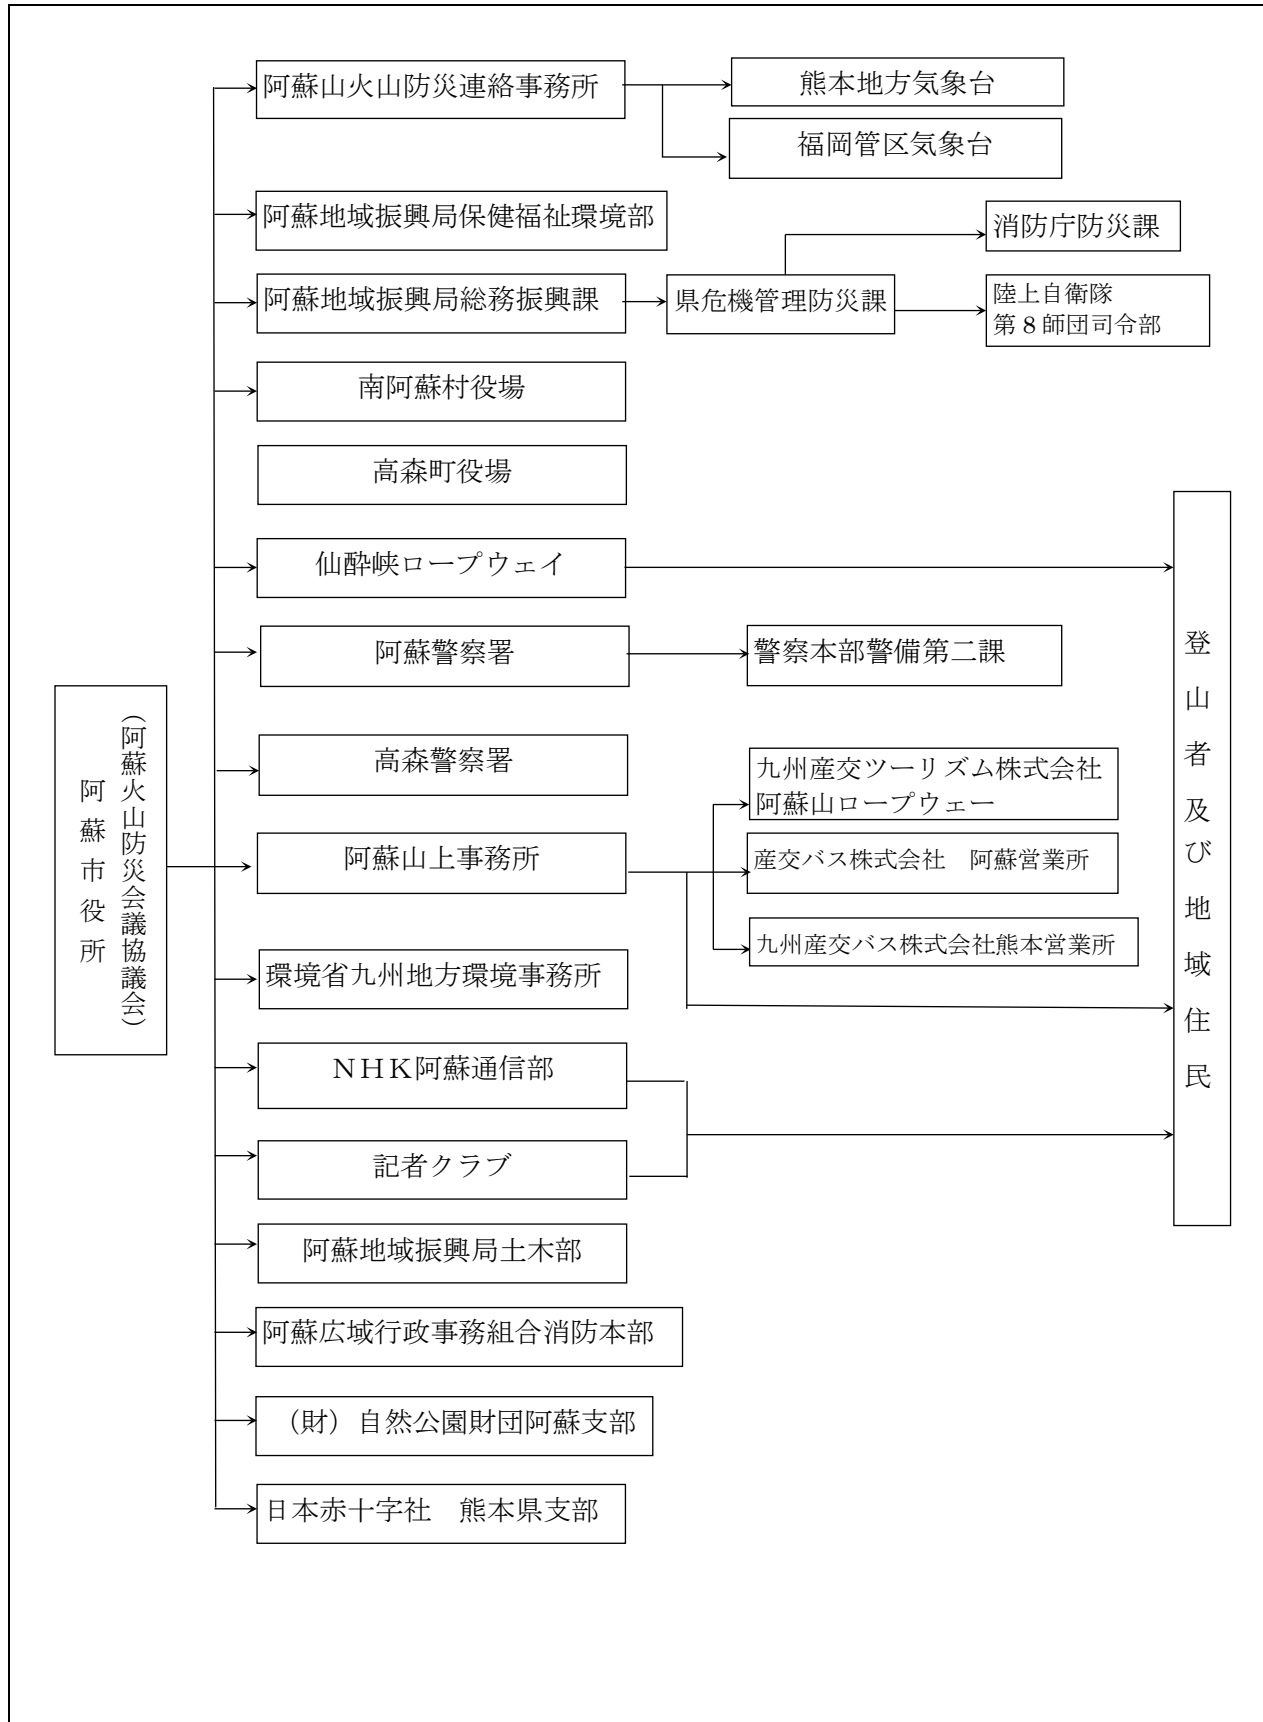 阿蘇山火山防災連絡事務所
熊本地方気象台
福岡管区気象台
阿蘇地域振興局保健福祉環境部
消防庁防災課
阿蘇地域振興局総務振興課
県危機管理防災課
陸上自衛隊
第8師団司令部
南阿蘇村役場
高森町役場
仙酔峡ロープウェイ
阿蘇警察署
警察本部警備第二課
高森警察署
九州産交ツーリズム株式会社
阿蘇山ロープウェー
阿蘇山上事務所
産交バス株式会社　阿蘇営業所
九州産交バス株式会社熊本営業所
環境省九州地方環境事務所
ＮＨＫ阿蘇通信部
記者クラブ
阿蘇地域振興局土木部
阿蘇広域行政事務組合消防本部
（財）自然公園財団阿蘇支部
日本赤十字社　熊本県支部
（阿蘇火山防災会議協議会）
阿蘇市役所
登山者及び地域住民